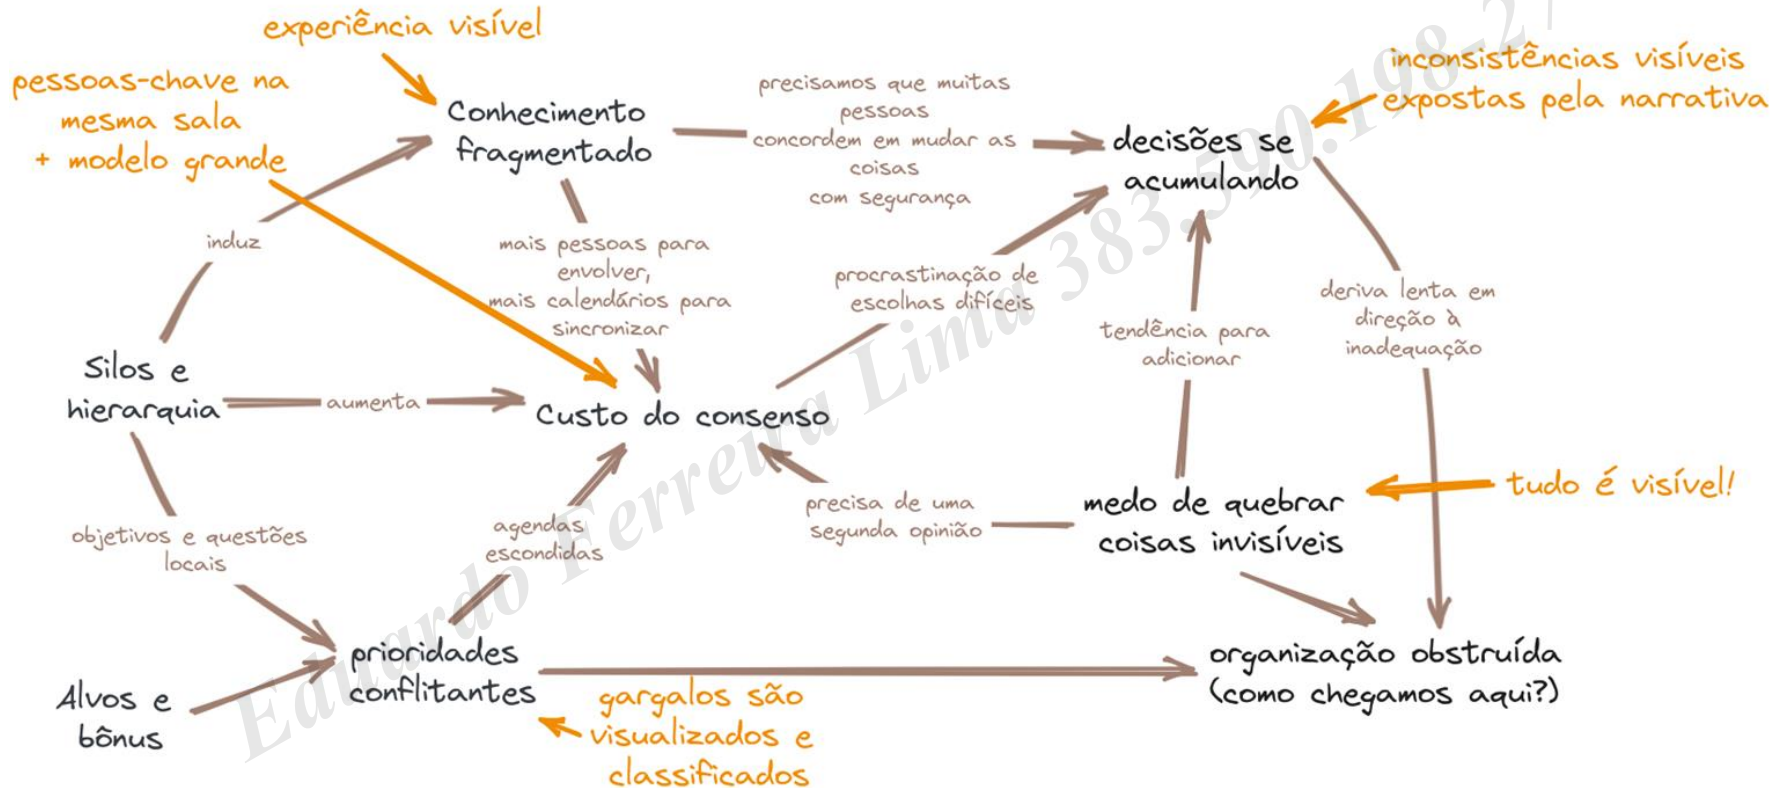 experiência visível
pessoas-chave na
mesma sala
+ modelo grande
Conhecimento
fragmentado
precisamos que muitas
pessoas
concordem em mudar as
coisas
com segurança
inconsistências visíveis
expostas pela narrativa
decisões se
acumulando
induz
mais pessoas para
envolver,
mais calendários para
sincronizar
procrastinação de
escolhas difíceis
tendência para
adicionar
deriva lenta em
direção à
inadequação
Silos e
hierarquia
aumenta
Custo do consenso
objetivos e questões
locais
agendas
escondidas
precisa de uma
segunda opinião
medo de quebrar
coisas invisíveis
tudo é visível!
Alvos e
bônus
prioridades
conflitantes
gargalos são
visualizados e
classificados
organização obstruída
(como chegamos aqui?)
Eduardo Ferreira Lima 383.590.198-27